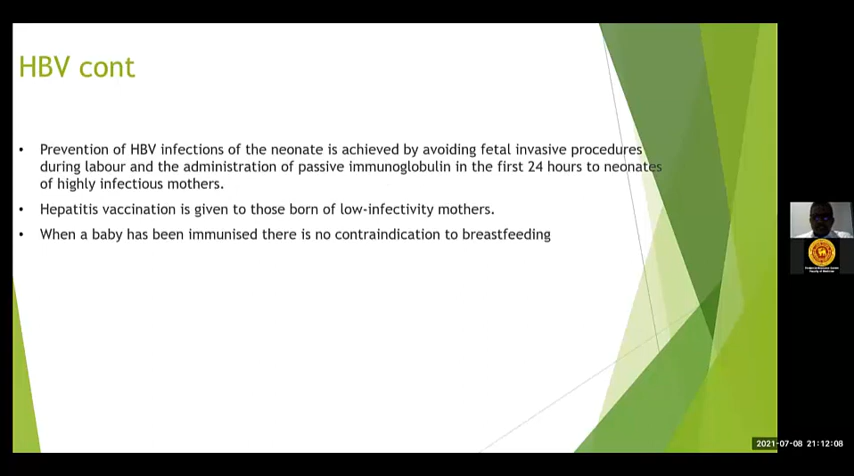 HBV cont
• Prevention of HBV infections of the neonate is achieved by avoiding fetal invasive procedures
during labour and the administration of passive immunoglobulin in the first 24 hours to neonates
of highly infectious mothers.
• Hepatitis vaccination is given to those born of low-infectivity mothers.
• When a baby has been immunised there is no contraindication to breastfeeding
2021-07-08 21:12:08